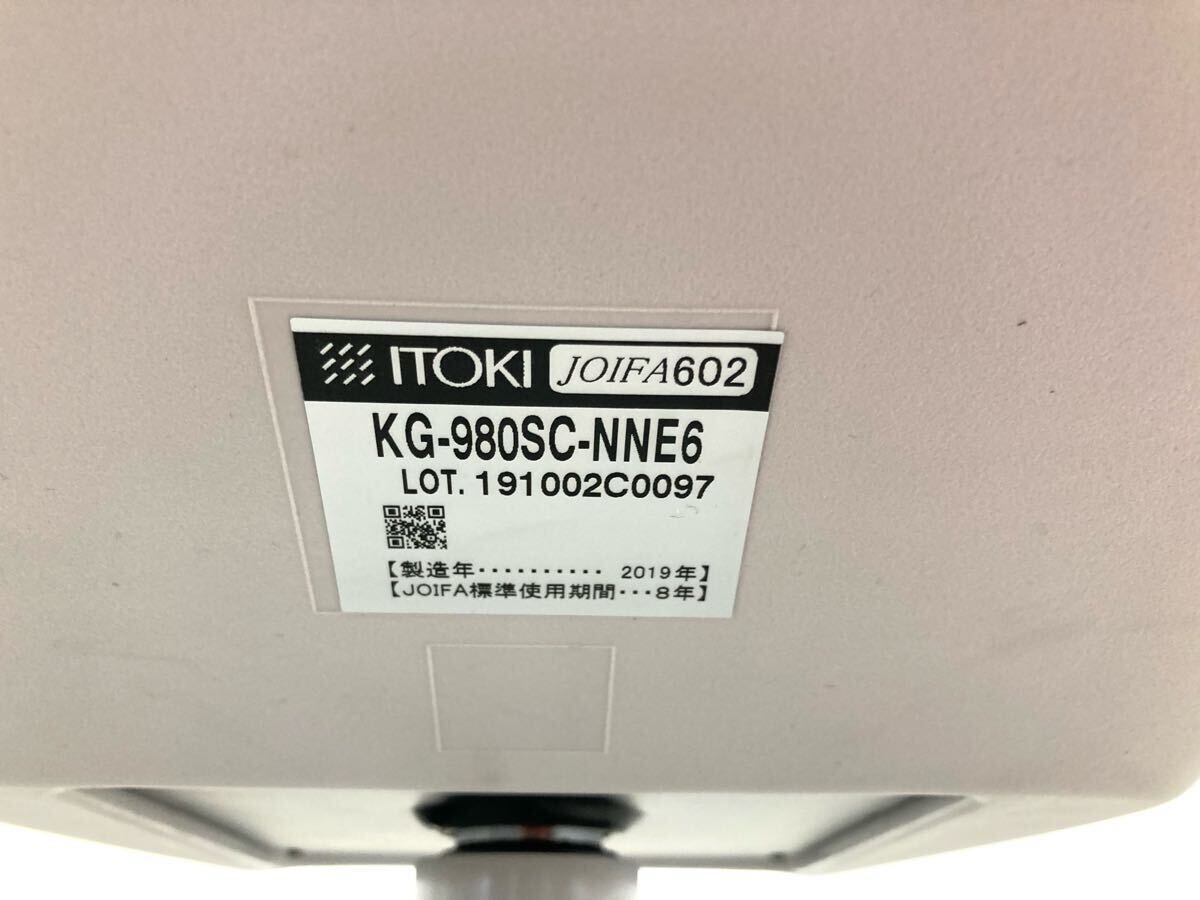 ITOKI JOIFA602
KG-980SC-NNE6
LOT. 191002C0097
【製造年・・・・・・・・・・ 2019年】
【JOIFA標準使用期間・・・8年】